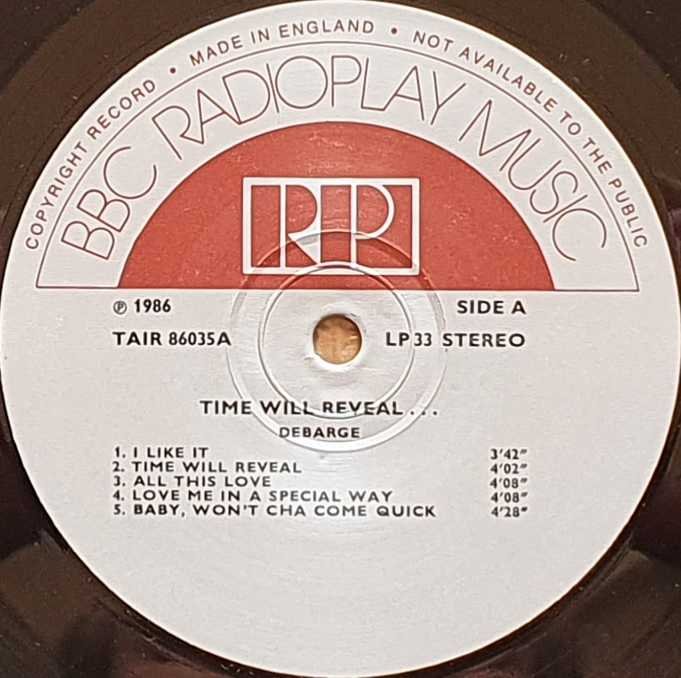 COPYRIGHT RECORD • MADE IN ENGLAND • NOT AVAILABLE TO THE PUBLIC
BBC RADIOPLAY MUSIC
RP
℗ 1986 SIDE A
TAIR 86035A LP 33 STEREO
TIME WILL REVEAL...
DEBARGE
1. I LIKE IT 3'42"
2. TIME WILL REVEAL 4'02"
3. ALL THIS LOVE 4'08"
4. LOVE ME IN A SPECIAL WAY 4'08"
5. BABY, WON'T CHA COME QUICK 4'28"